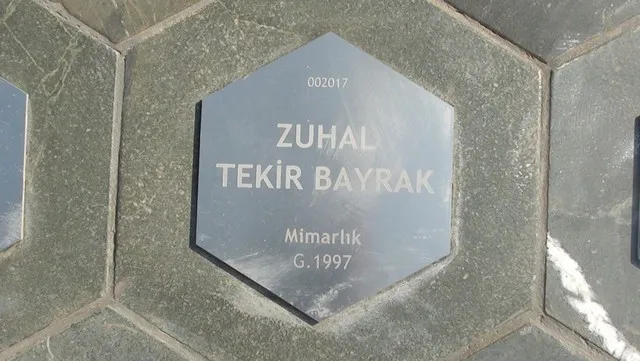 002017
ZUHAL
TEKİR BAYRAK
Mimarlık
G.1997